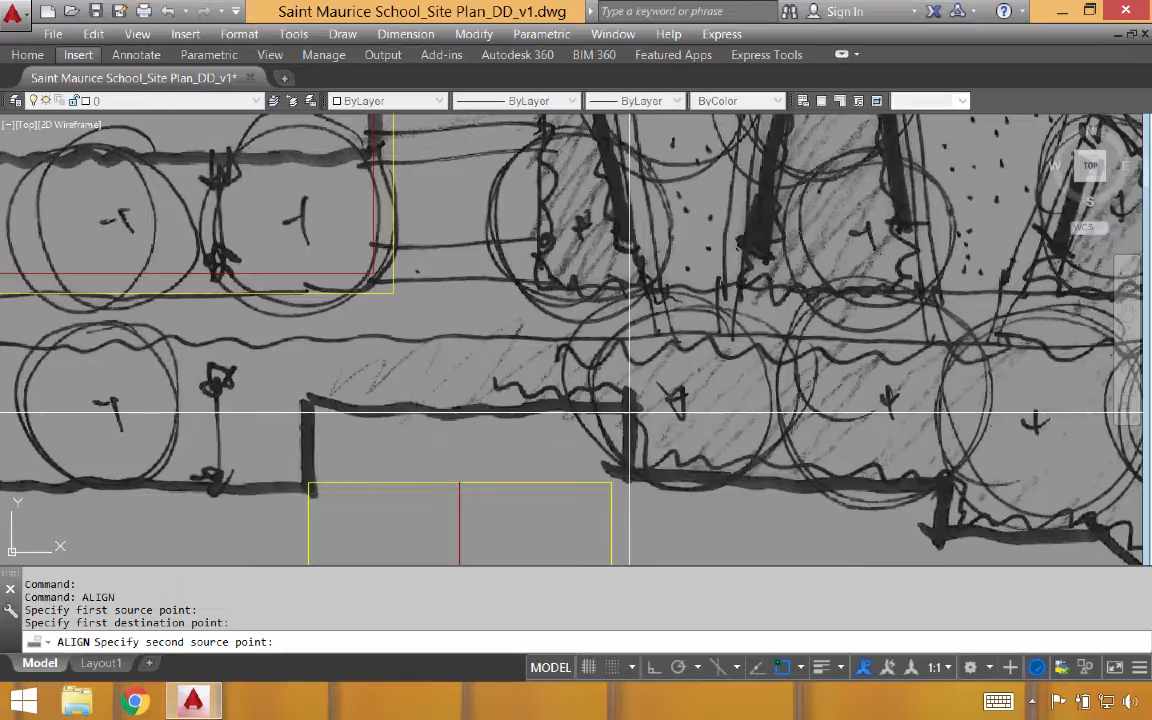 Saint Maurice School_Site Plan_DD_v1.dwg
Type a keyword or phrase
Sign In
File Edit View Insert Format Tools Draw Dimension Modify Parametric Window Help Express
Home Insert Annotate Parametric View Manage Output Add-ins Autodesk 360 BIM 360 Featured Apps Express Tools
Saint Maurice School_Site Plan_DD_v1*
0 ByLayer ByLayer ByLayer ByColor
[−][Top][2D Wireframe]
W TOP E
S
WCS
Y
X
Command:
Command: ALIGN
Specify first source point:
Specify first destination point:
ALIGN Specify second source point:
Model Layout1 +
MODEL 1:1